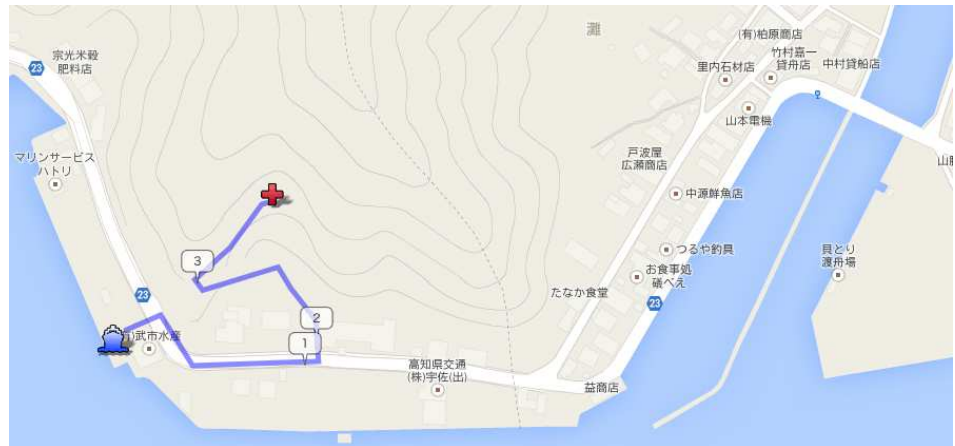 灘
(有)柏原商店
宗光米穀
肥料店
23
竹村嘉一
貸舟店
里内石材店
中村貸船店
山本電機
マリンサービス
ハトリ
戸波屋
広瀬商店
山
中源鮮魚店
つるや釣具
貝とり
渡舟場
お食事処
磯べえ
3
23
たなか食堂
23
2
)武市水産
1
高知県交通
(株)宇佐(出)
益商店